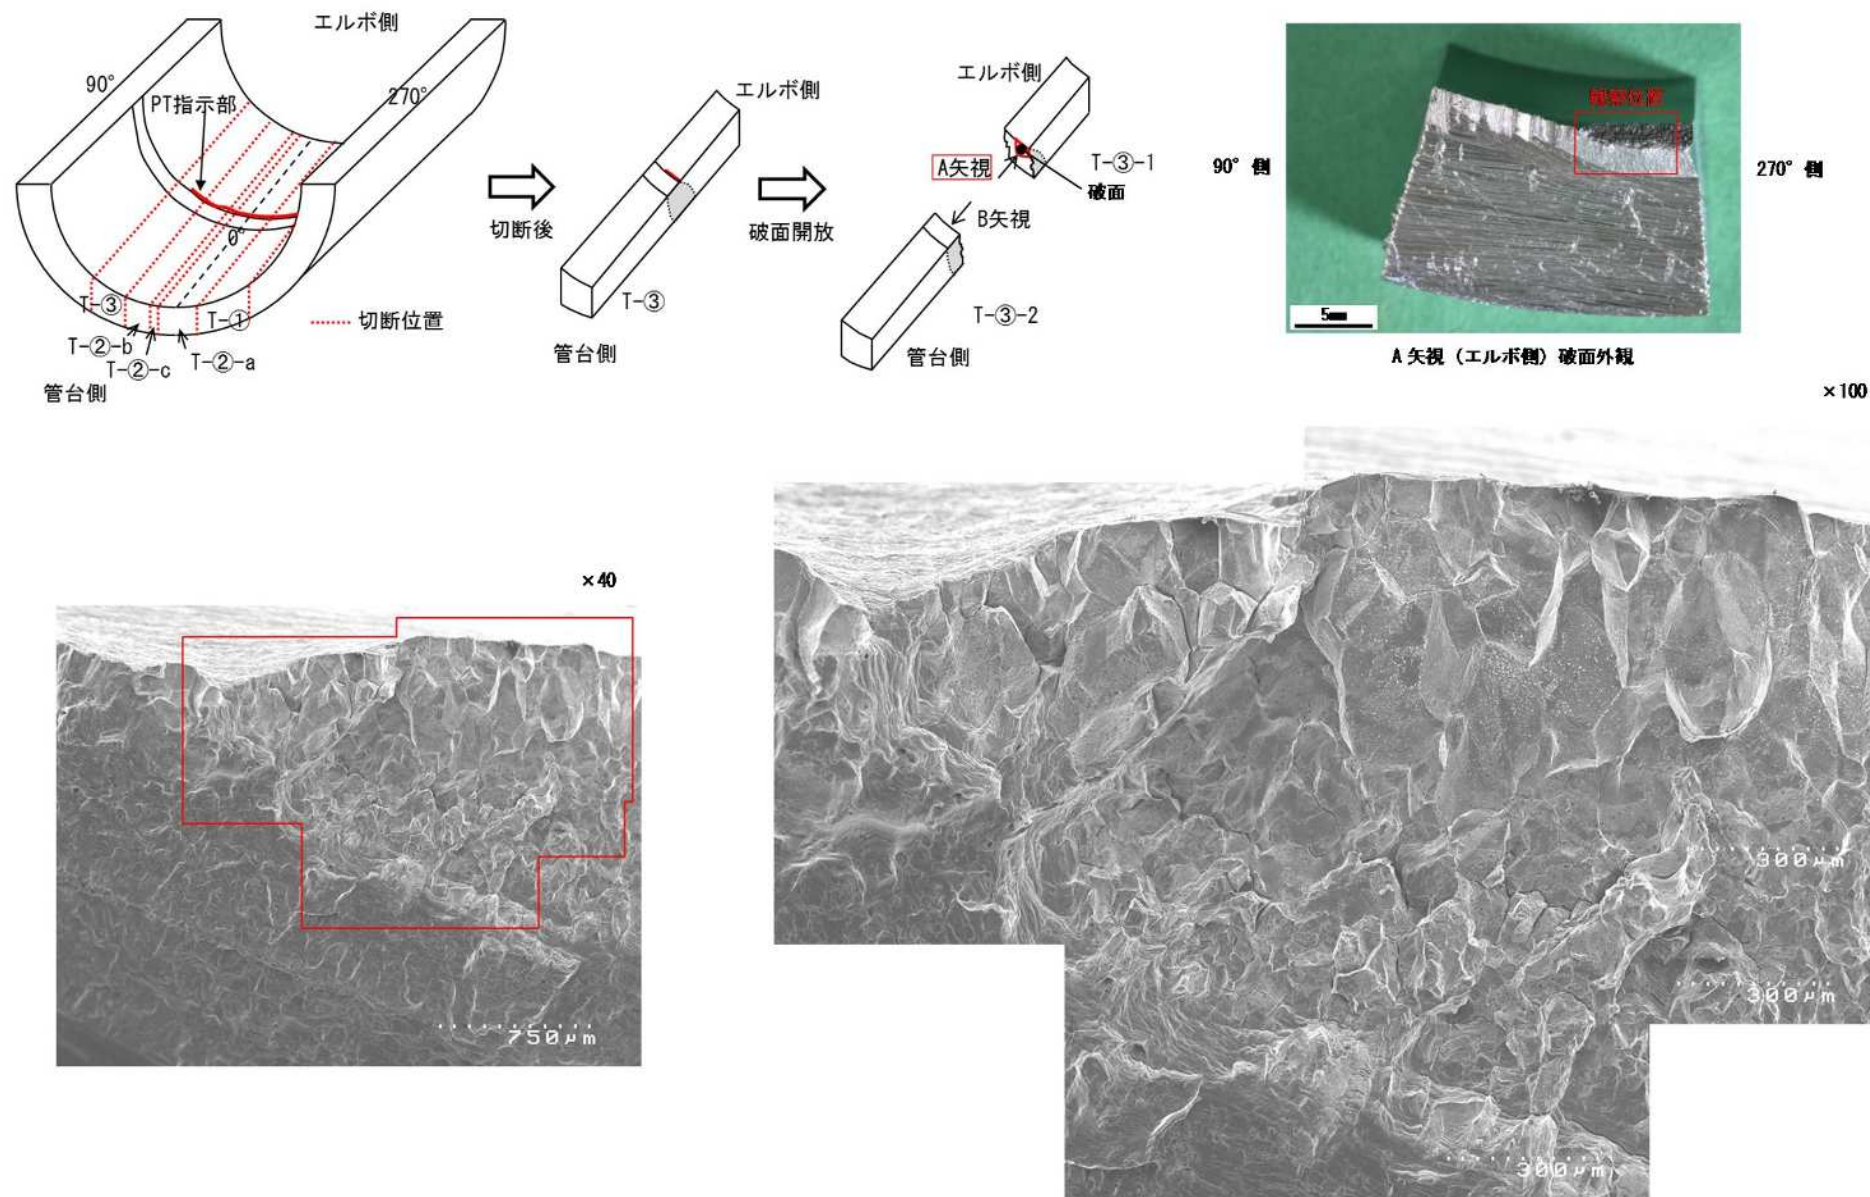 エルボ側
90°
270°
PT指示部
0°
T-③
T-①
T-②-b
T-②-c
T-②-a
切断位置
管台側
切断後
エルボ側
T-③
管台側
破面開放
エルボ側
A矢視
T-③-1
破面
B矢視
T-③-2
管台側
90° 側
観察位置
270° 側
5mm
A 矢視 (エルボ側) 破面外観
×100
×40
750μm
300μm
300μm
300μm